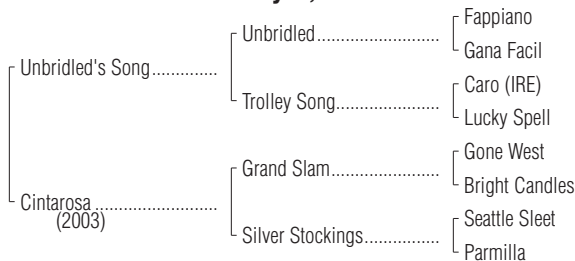 Fappiano
Unbridled
Gana Facil
Unbridled's Song
Caro (IRE)
Trolley Song
Lucky Spell
Gone West
Grand Slam
Bright Candles
Cintarosa
(2003)
Seattle Sleet
Silver Stockings
Parmilla